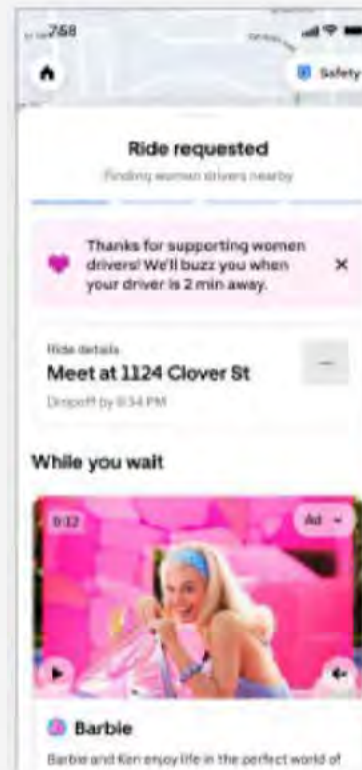 7:58
Safety
Ride requested
Finding women drivers nearby
Thanks for supporting women
drivers! We'll buzz you when
your driver is 2 min away.
Ride details
Meet at 1124 Clover St
Dropoff by 8:34 PM
While you wait
0:32
Ad
Barbie
Barbie and Ken enjoy life in the perfect world of